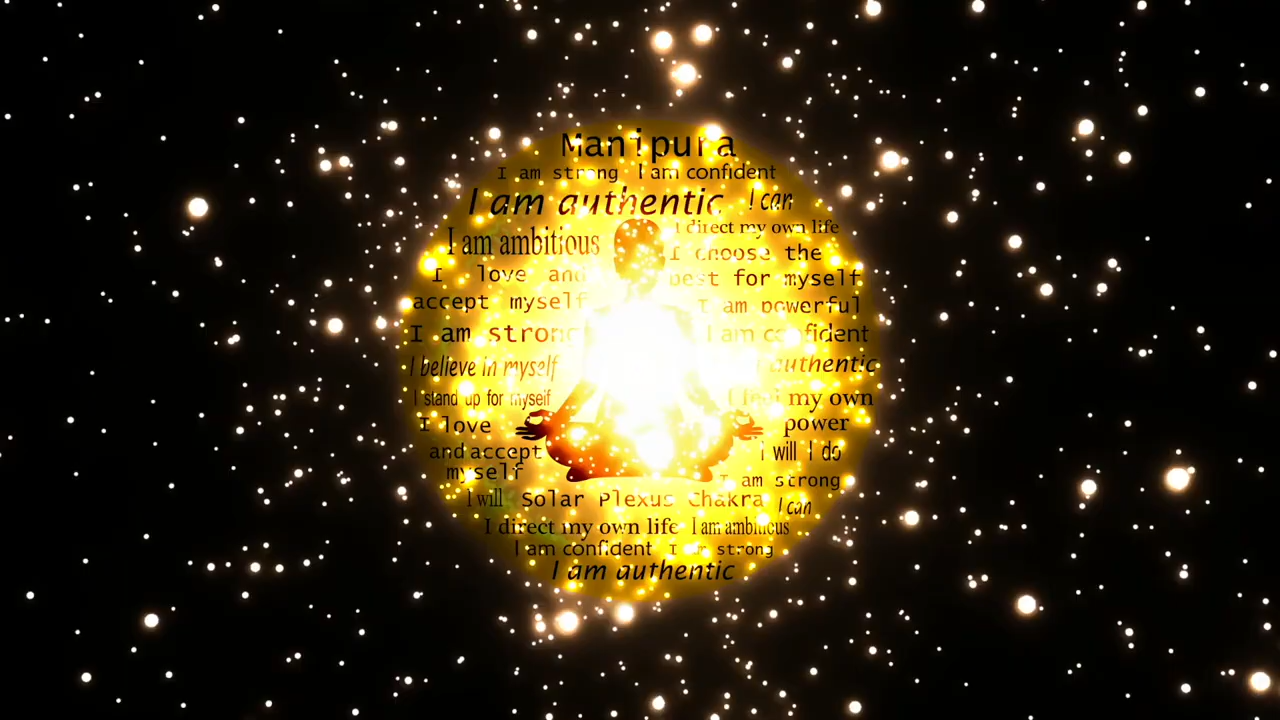 Manipura
I am strong I am confident
I am authentic I can
I direct my own life
I am ambitious
I choose the
best for myself
I love and
accept myself
I am powerful
I am strong
I am confident
I believe in myself
authentic
I stand up for myself
I feel my own
power
I love
and accept
myself
I will I do
I am strong
I will Solar Plexus Chakra I can
I direct my own life I am ambitious
I am confident I am strong
I am authentic